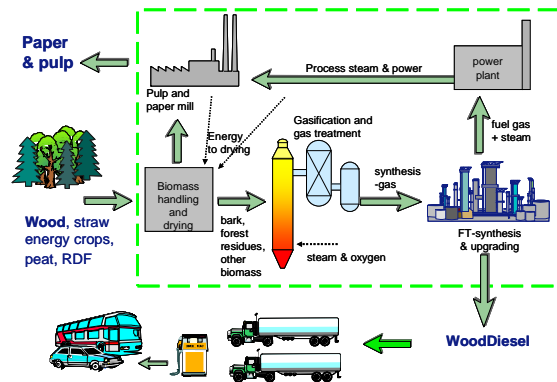 Paper
& pulp
Pulp and
paper mill
Process steam & power
power
plant
Energy
to drying
Gasification and
gas treatment
fuel gas
+ steam
Biomass
handling
and
drying
synthesis
-gas
Wood, straw
energy crops,
peat, RDF
bark,
forest
residues,
other
biomass
steam & oxygen
FT-synthesis
& upgrading
WoodDiesel